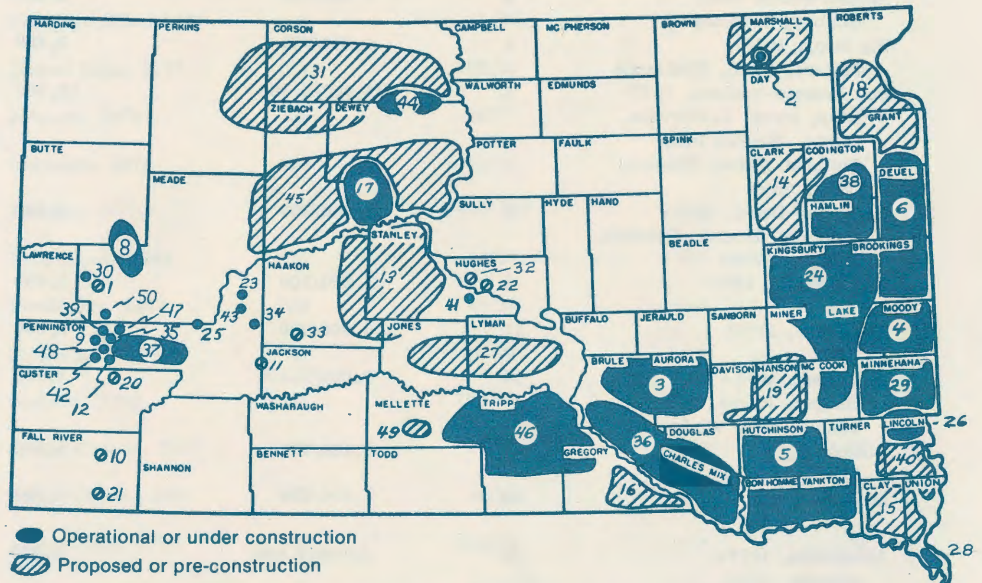 HARDING
PERKINS
CORSON
CAMPBELL
MC PHERSON
BROWN
MARSHALL
ROBERTS
7
31
2
18
WALWORTH
EDMUNDS
DAY
ZIEBACH
DEWEY
44
GRANT
BUTTE
POTTER
FAULK
SPINK
CLARK
CODINGTON
DEUEL
MEADE
14
38
45
17
HAMLIN
6
SULLY
HYDE
HAND
8
STANLEY
BEADLE
KINGSBURY
BROOKINGS
LAWRENCE
HAAKON
HUGHES
32
24
30
1
23
13
22
50
41
39
47
43
LAKE
MOODY
PENNINGTON
35
25
34
33
JONES
LYMAN
BUFFALO
JERAULD
SANBORN
MINER
4
9
37
JACKSON
27
BRULE
AURORA
48
11
DAVISON
HANSON
MC COOK
MINNEHAHA
CUSTER
20
3
19
29
42
12
WASHABAUGH
MELLETTE
TRIPP
26
49
46
36
DOUGLAS
HUTCHINSON
TURNER
LINCOLN
FALL RIVER
10
SHANNON
BENNETT
TODD
GREGORY
CHARLES MIX
5
40
21
16
BON HOMME
YANKTON
CLAY
UNION
15
28
Operational or under construction
Proposed or pre-construction